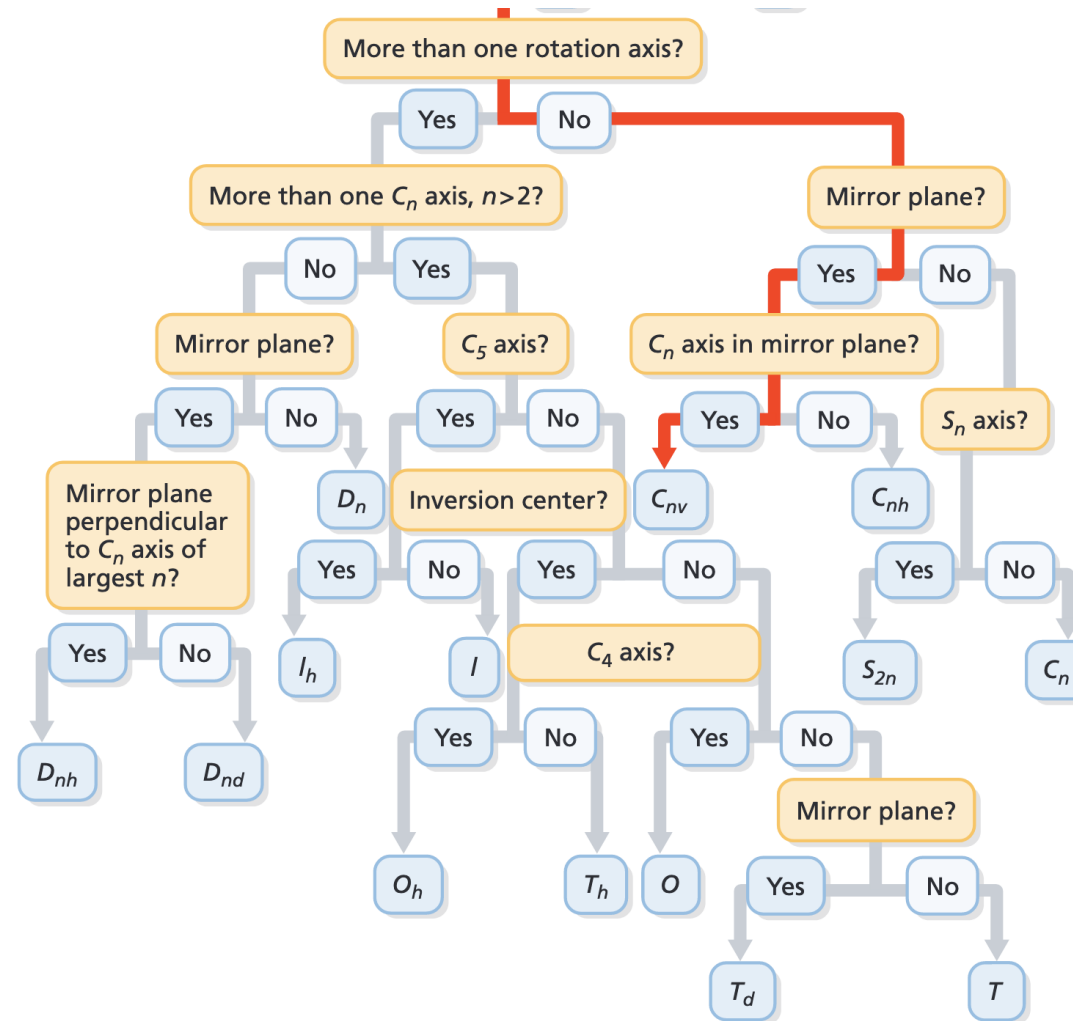 More than one rotation axis?
Yes
No
More than one Cₙ axis, n>2?
Mirror plane?
No
Yes
Yes
No
Mirror plane?
C₅ axis?
Cₙ axis in mirror plane?
Yes
No
Yes
No
Yes
No
Sₙ axis?
Mirror plane
perpendicular
to Cₙ axis of
largest n?
Dₙ
Inversion center?
Cₙᵥ
Cₙₕ
Yes
No
Yes
No
Yes
No
Yes
No
Iₕ
I
C₄ axis?
S₂ₙ
Cₙ
Yes
No
Yes
No
Dₙₕ
Dₙd
Mirror plane?
Oₕ
Tₕ
O
Yes
No
Td
T